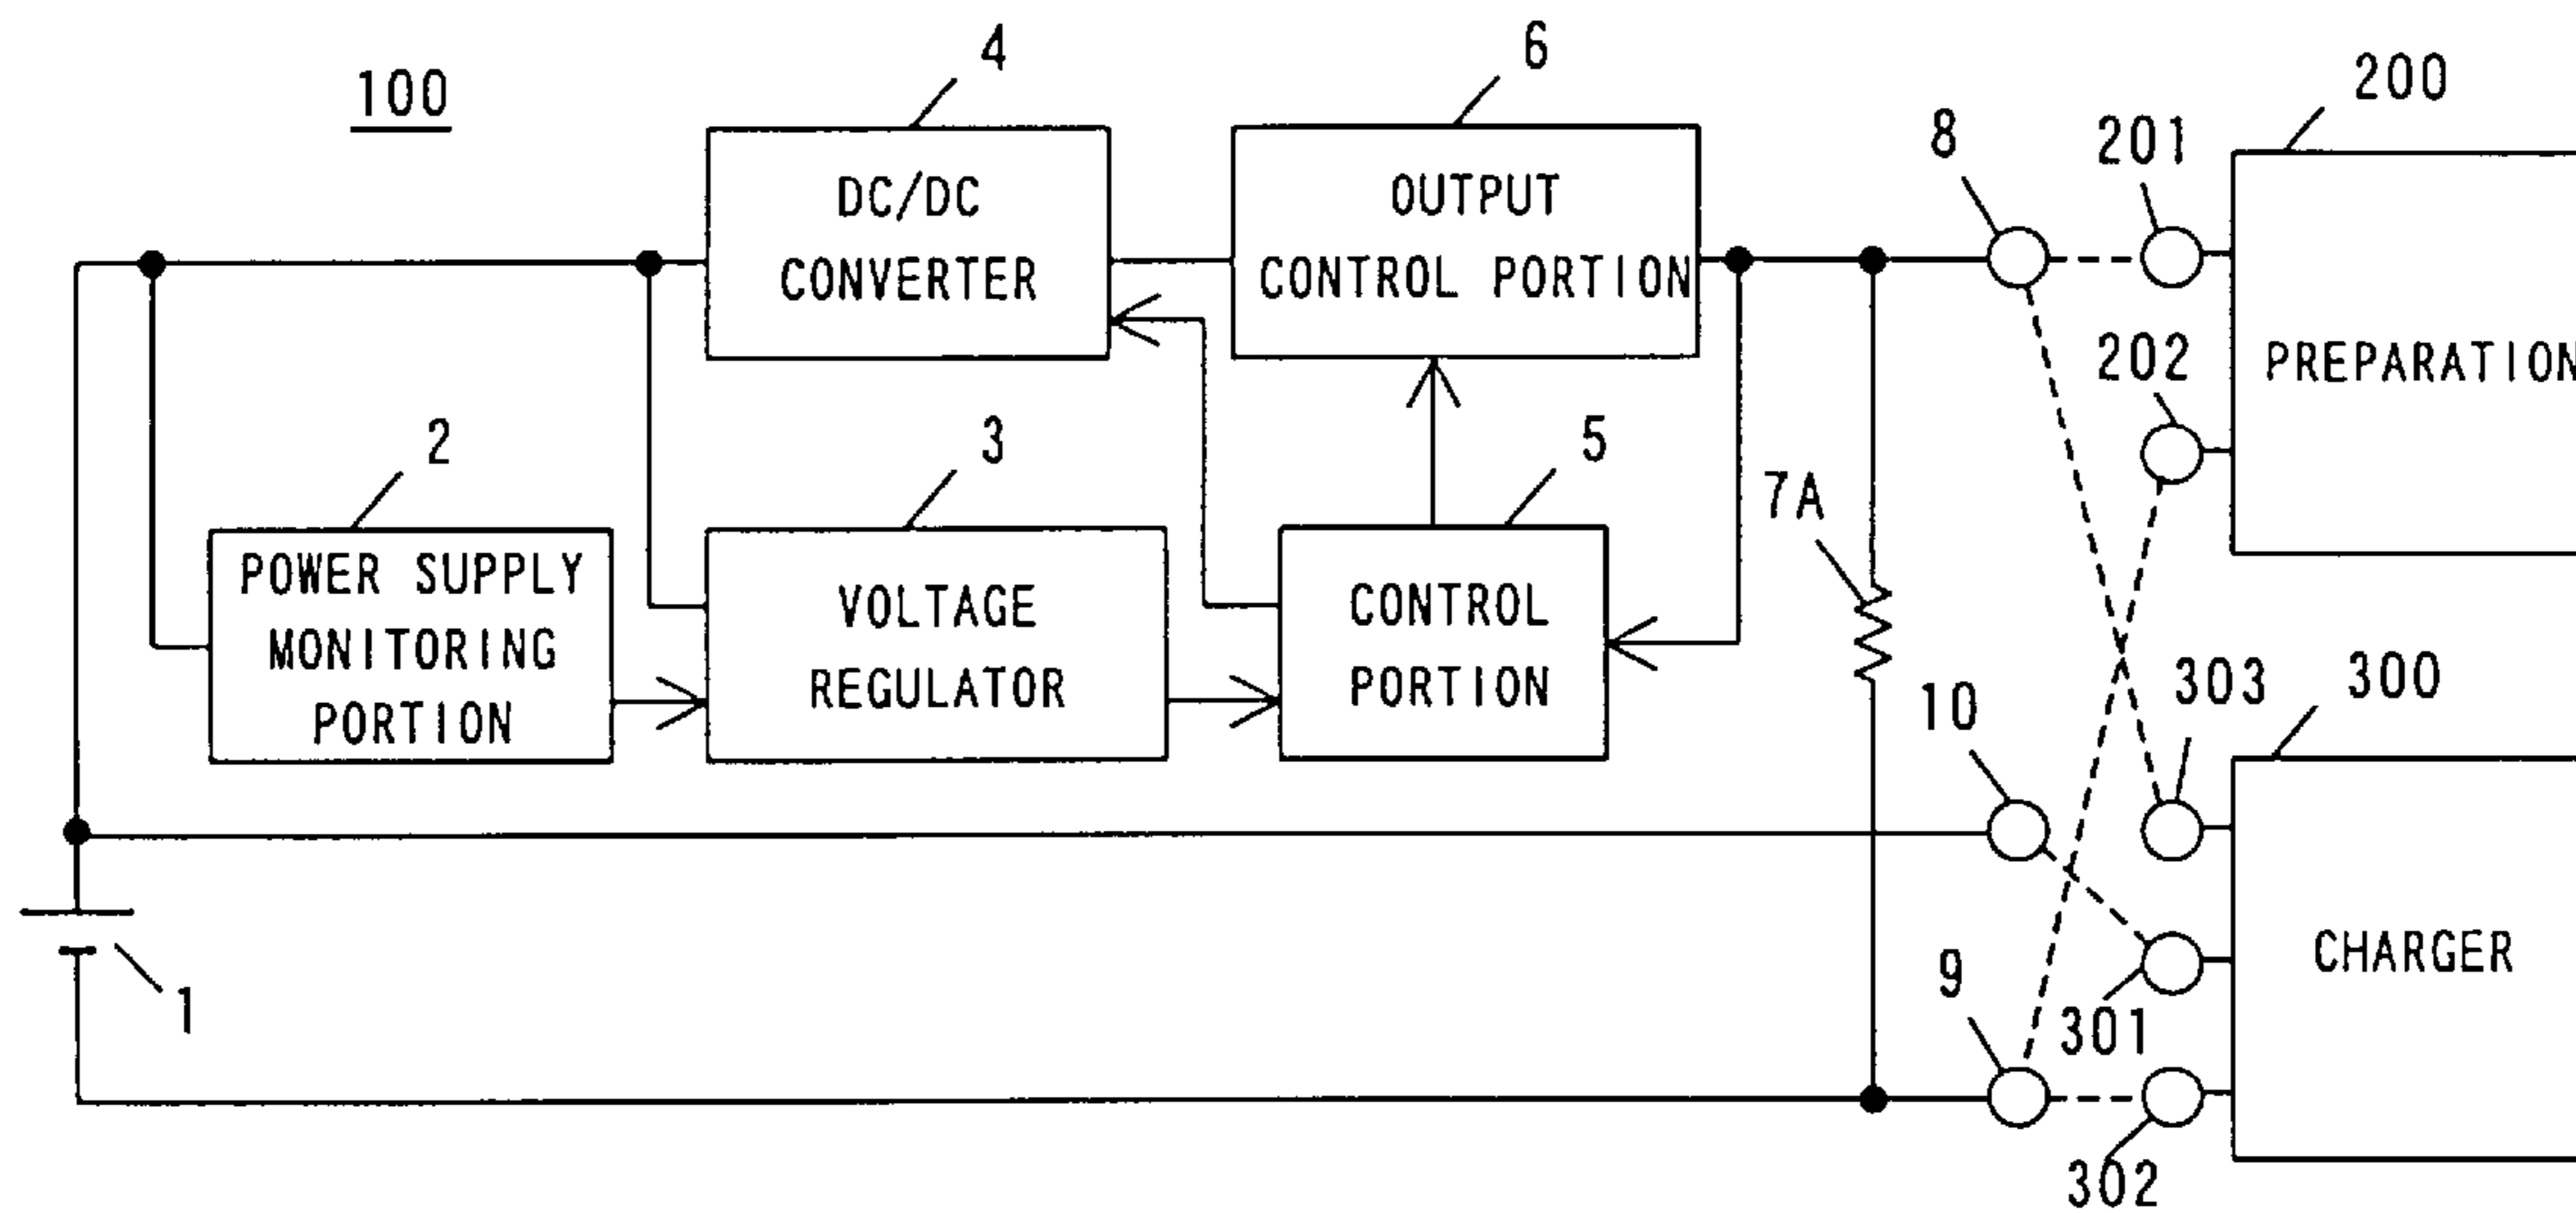 100
4
6
200
8
201
DC/DC
CONVERTER
OUTPUT
CONTROL PORTION
202
PREPARATION
2
3
5
7A
POWER SUPPLY
MONITORING
PORTION
VOLTAGE
REGULATOR
CONTROL
PORTION
10
303
300
1
9
301
CHARGER
302